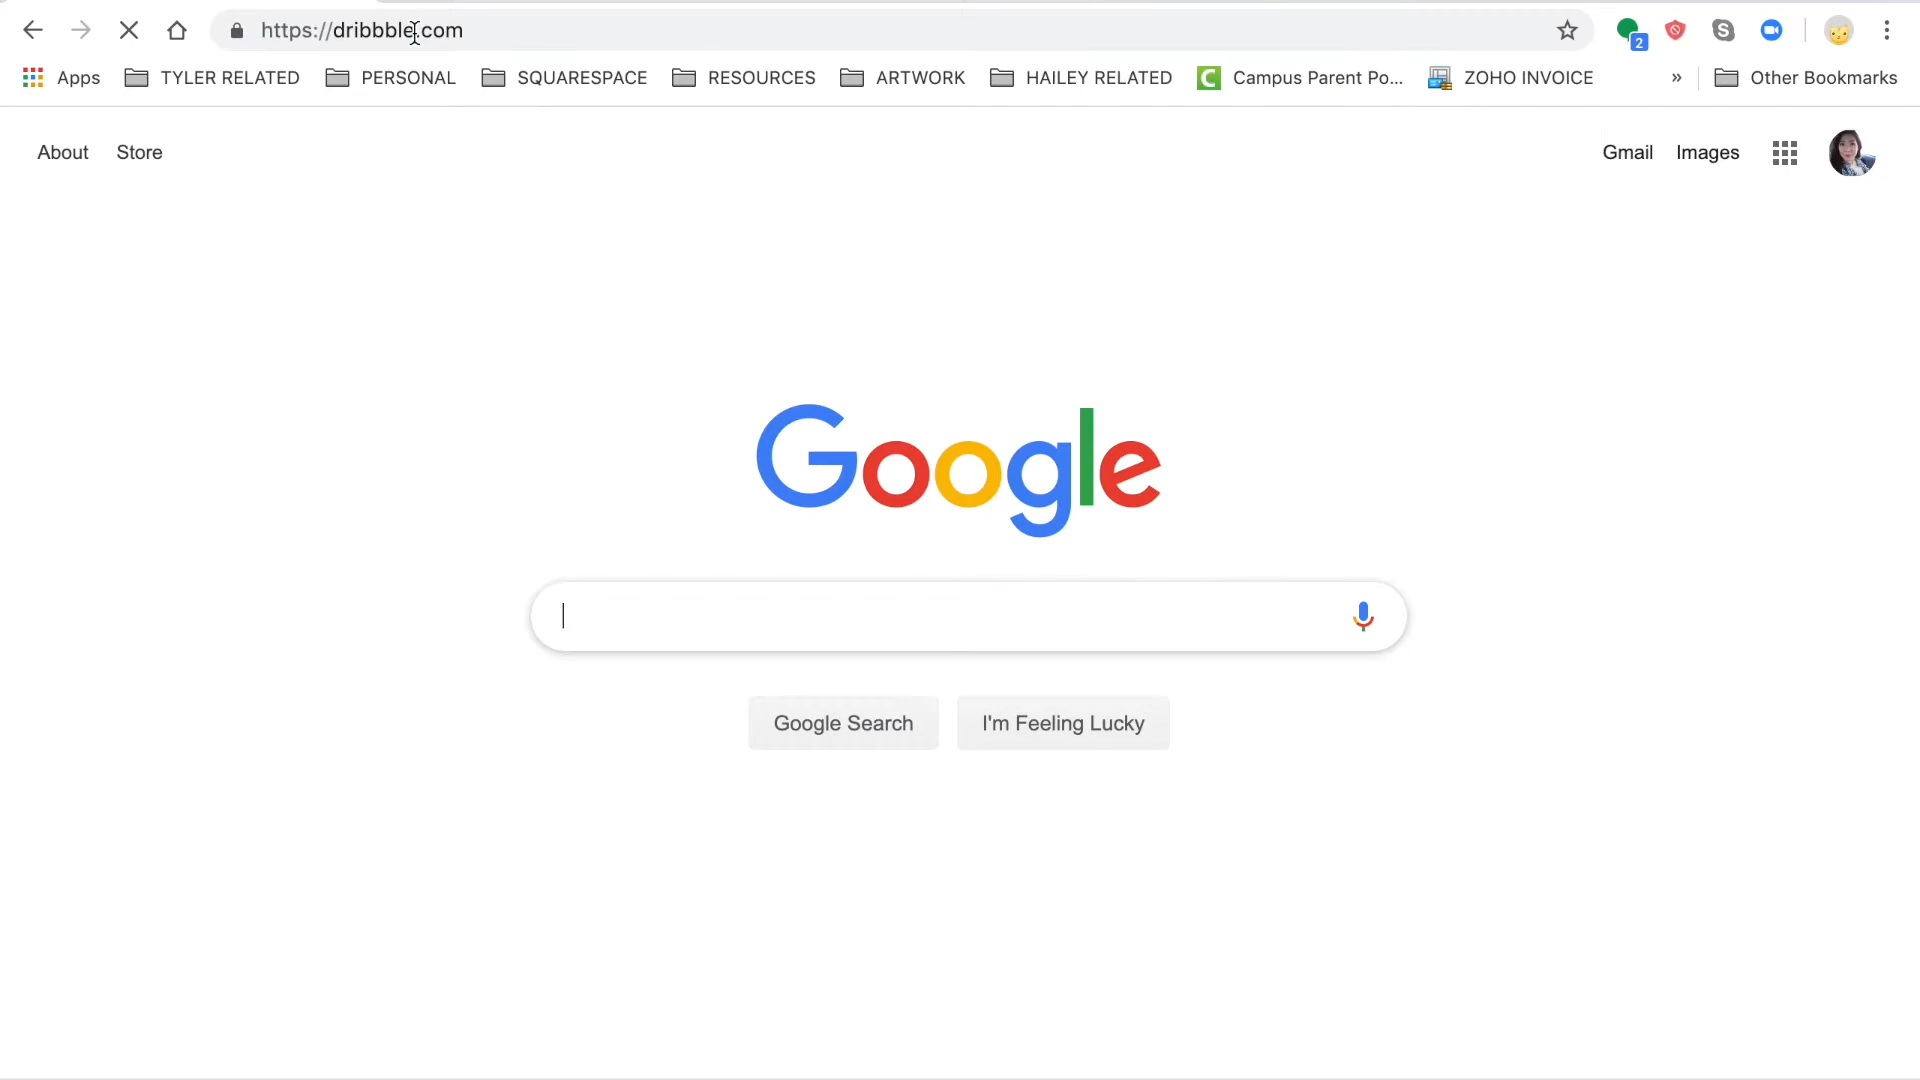 https://dribbble.com
2
Apps TYLER RELATED PERSONAL SQUARESPACE RESOURCES ARTWORK HAILEY RELATED Campus Parent Po... ZOHO INVOICE » Other Bookmarks
About Store Gmail Images
Google
Google Search I'm Feeling Lucky